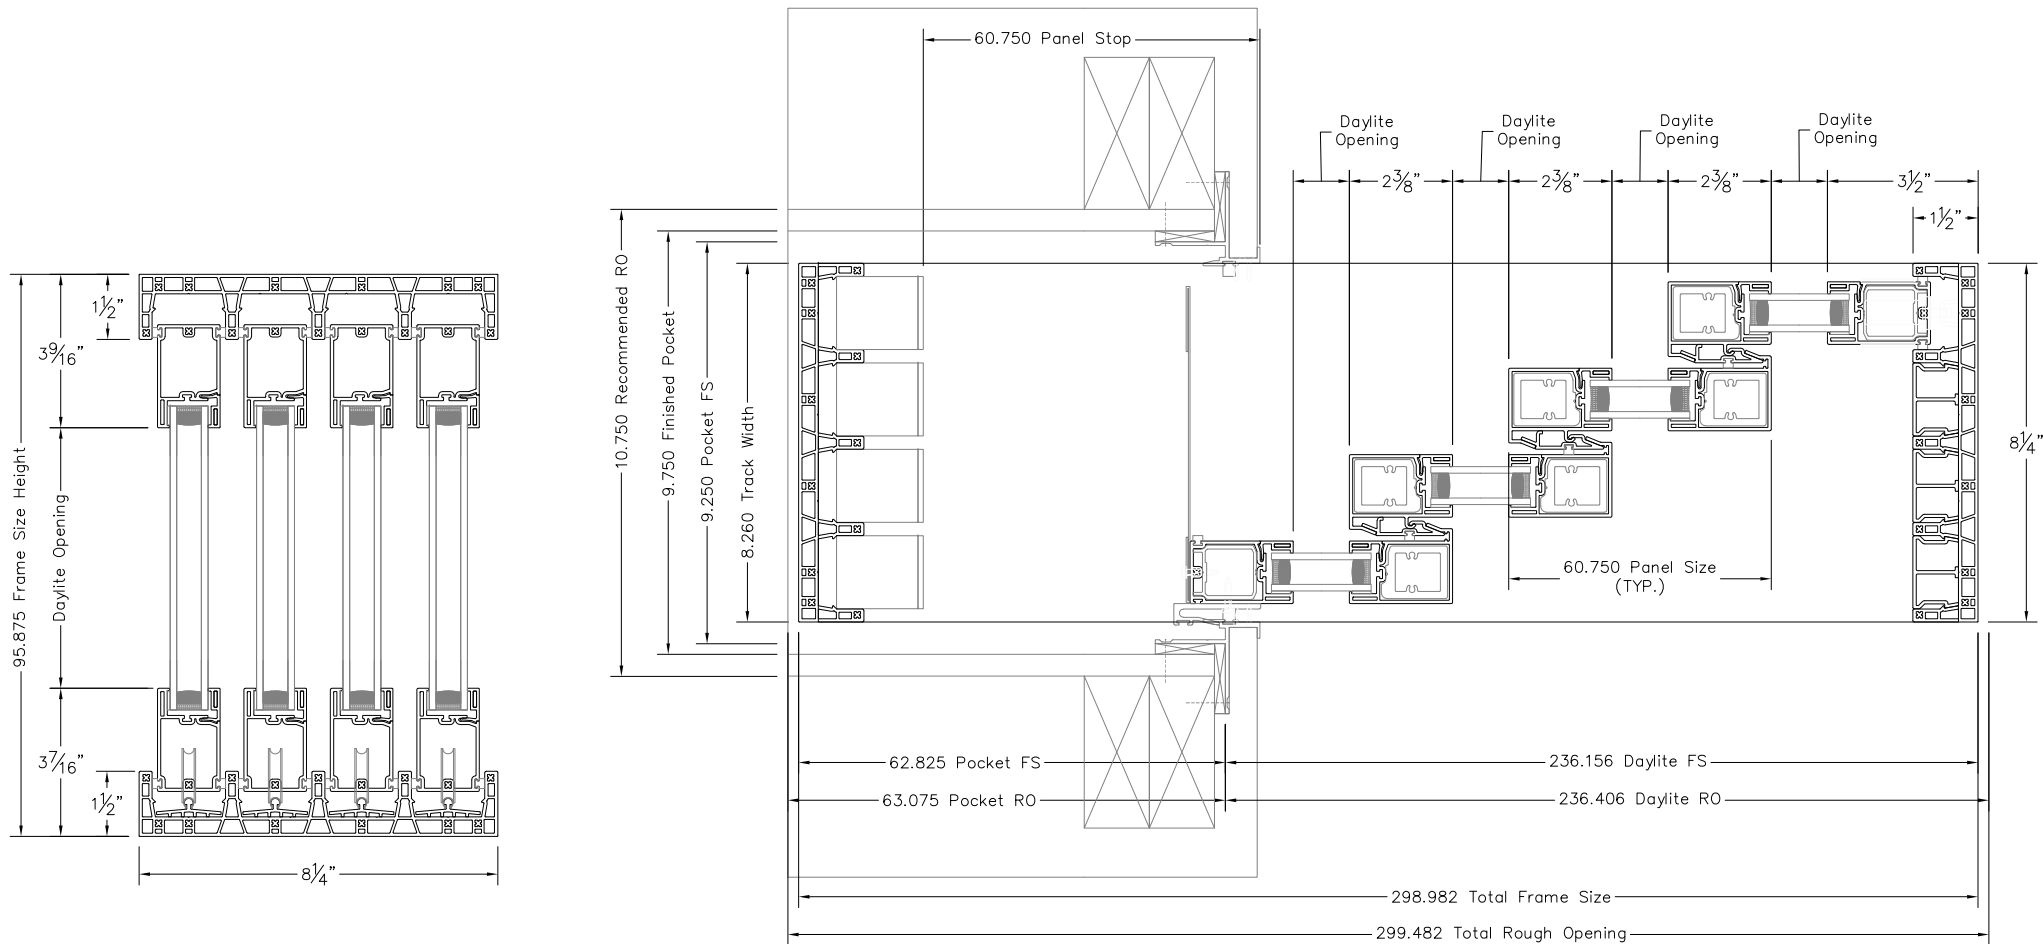 60.750 Panel Stop
Daylite
Opening
Daylite
Opening
Daylite
Opening
Daylite
Opening
2⅜"
2⅜"
2⅜"
3½"
1½"
10.750 Recommended RO
9.750 Finished Pocket
9.250 Pocket FS
8.260 Track Width
8¼"
60.750 Panel Size
(TYP.)
62.825 Pocket FS
236.156 Daylite FS
63.075 Pocket RO
236.406 Daylite RO
298.982 Total Frame Size
299.482 Total Rough Opening
95.875 Frame Size Height
1½"
39⁄16"
Daylite Opening
37⁄16"
1½"
8¼"